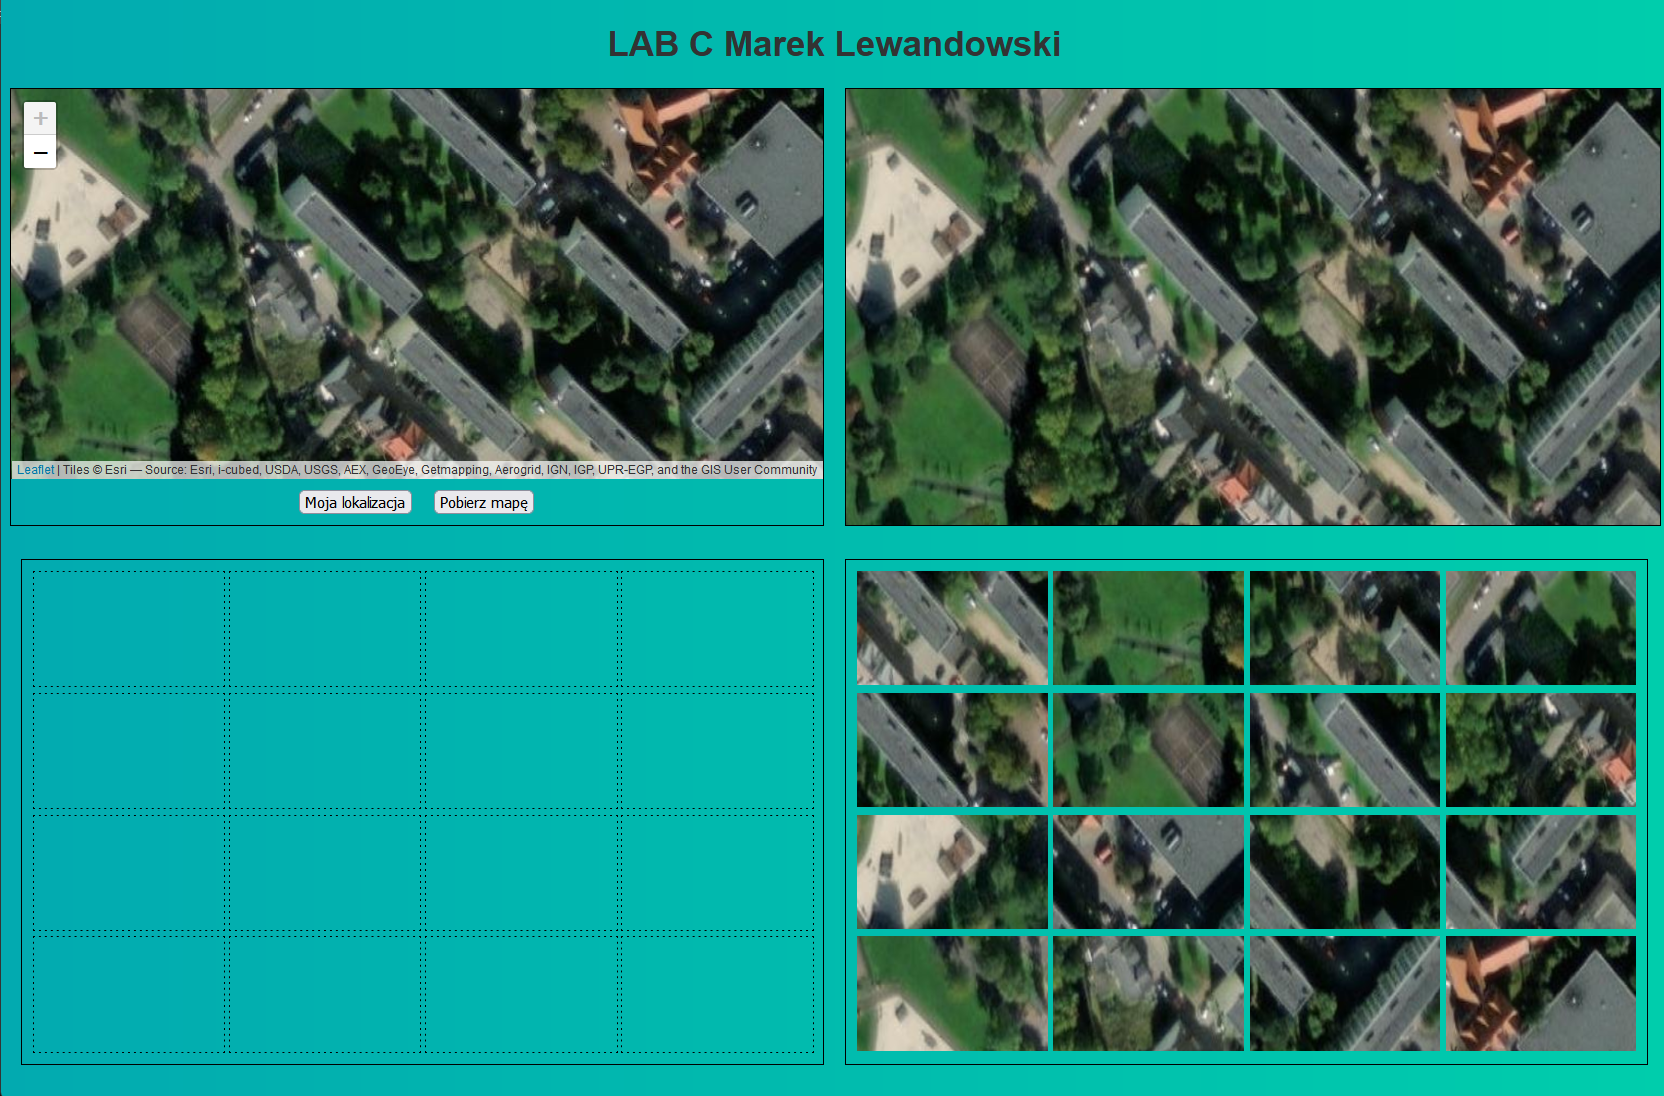 LAB C Marek Lewandowski
+
−
Leaflet | Tiles © Esri — Source: Esri, i-cubed, USDA, USGS, AEX, GeoEye, Getmapping, Aerogrid, IGN, IGP, UPR-EGP, and the GIS User Community
Moja lokalizacja
Pobierz mapę